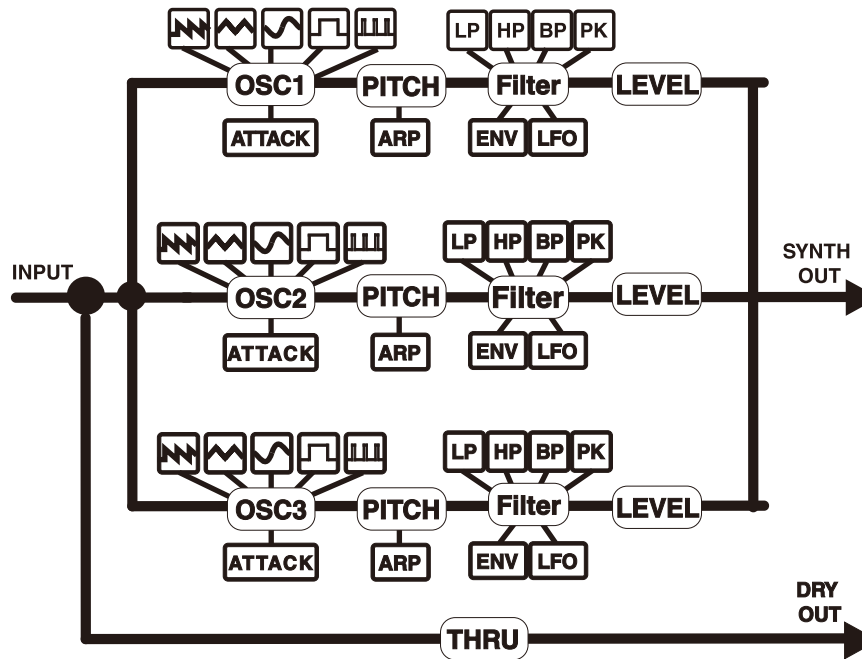 LP HP BP PK
OSC1 PITCH Filter LEVEL
ATTACK ARP ENV LFO
LP HP BP PK
INPUT
SYNTH
OUT
OSC2 PITCH Filter LEVEL
ATTACK ARP ENV LFO
LP HP BP PK
OSC3 PITCH Filter LEVEL
ATTACK ARP ENV LFO
DRY
OUT
THRU